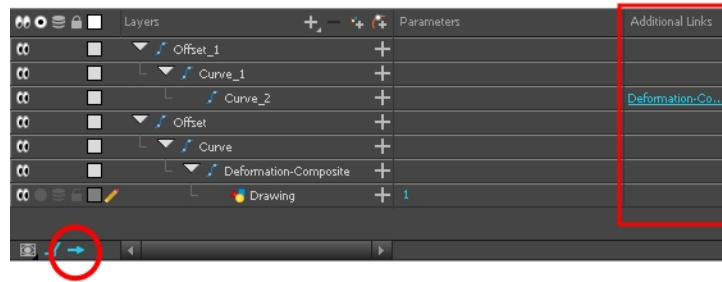 Layers Parameters Additional Links
Offset_1
Curve_1
Curve_2 Deformation-Co...
Offset
Curve
Deformation-Composite
Drawing 1